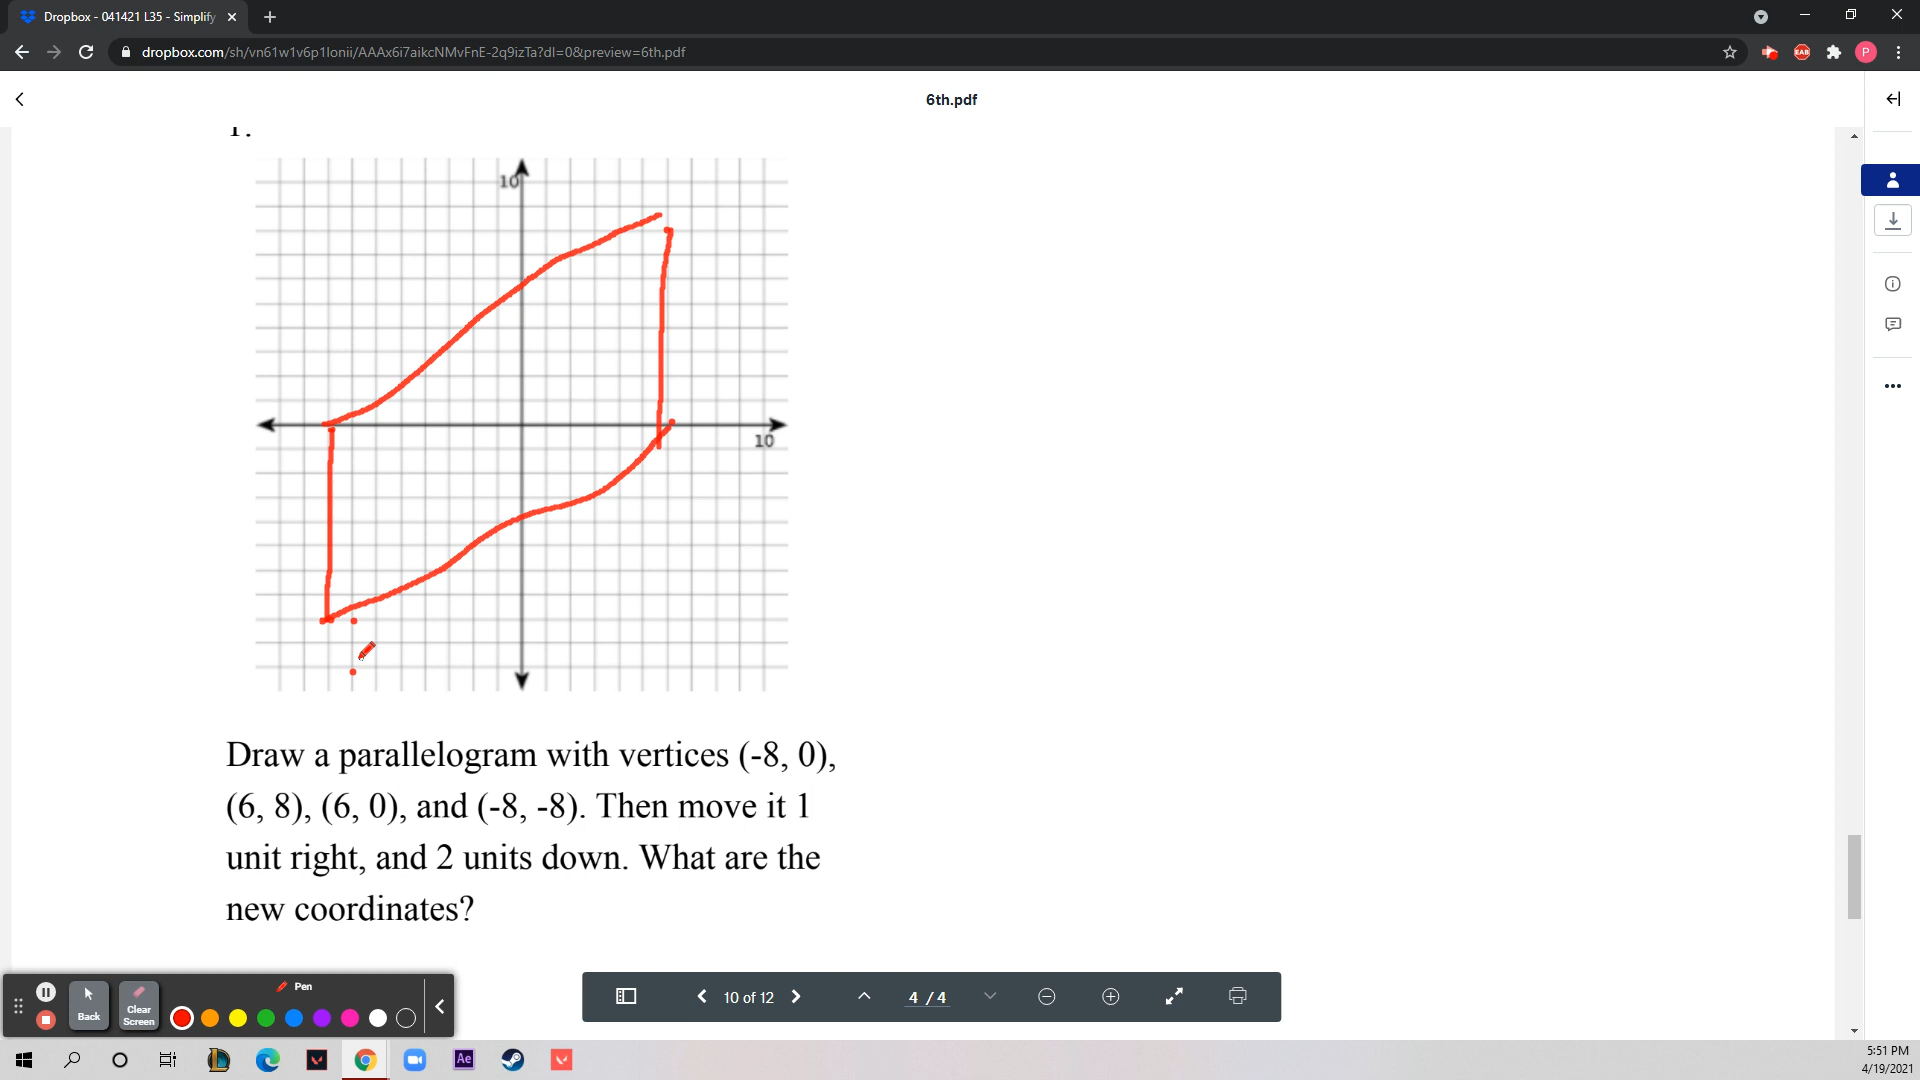 Dropbox - 041421 L35 - Simplify
dropbox.com/sh/vn61w1v6p1lonii/AAAx6i7aikcNMvFnE-2q9izTa?dl=0&preview=6th.pdf
EAB
P
6th.pdf
1.
10
10
Draw a parallelogram with vertices (-8, 0),
(6, 8), (6, 0), and (-8, -8). Then move it 1
unit right, and 2 units down. What are the
new coordinates?
Back
Clear
Screen
Pen
10 of 12
4 / 4
Ae
5:51 PM
4/19/2021